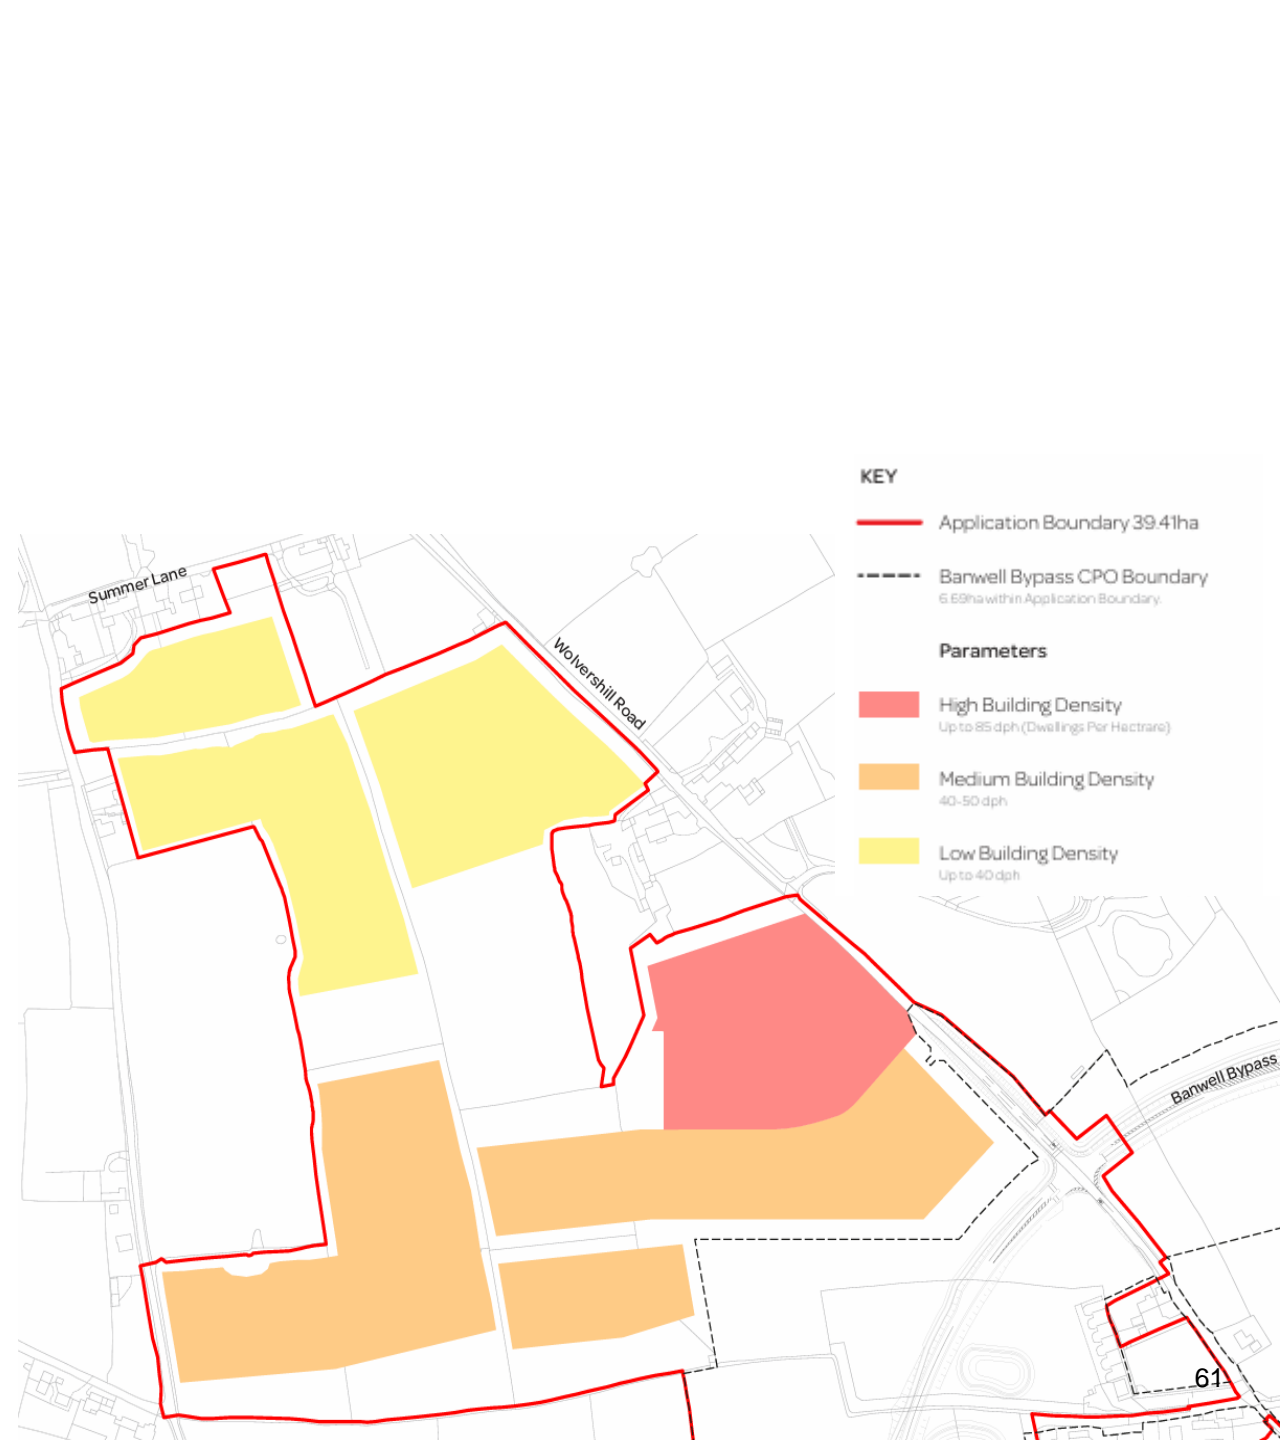 KEY
Application Boundary 39.41ha
Banwell Bypass CPO Boundary
6.69ha within Application Boundary.
Parameters
High Building Density
Up to 85 dph (Dwellings Per Hectrare)
Medium Building Density
40-50 dph
Low Building Density
Up to 40 dph
Summer Lane
Wolvershill Road
Banwell Bypass
61